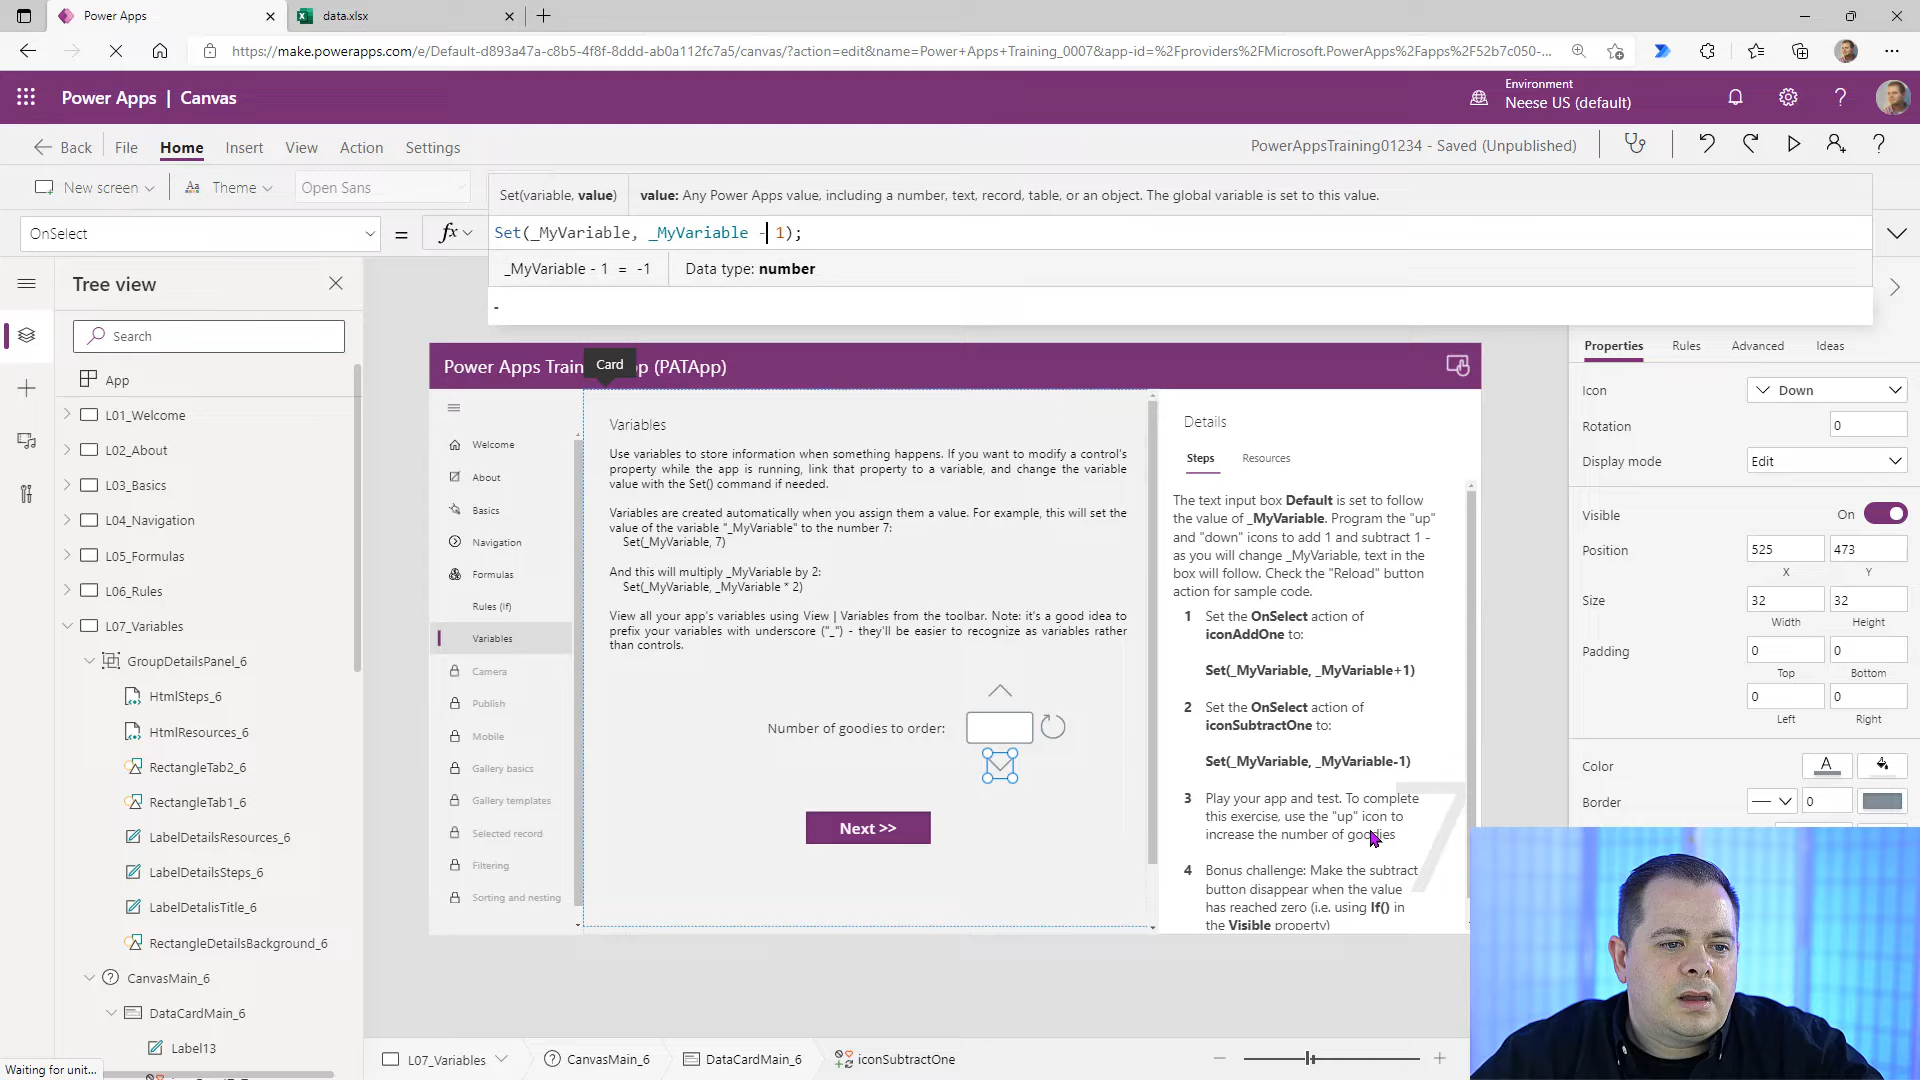 Power Apps
data.xlsx
https://make.powerapps.com/e/Default-d893a47a-c8b5-4f8f-8ddd-ab0a112fc7a5/canvas/?action=edit&name=Power+Apps+Training_0007&app-id=%2Fproviders%2FMicrosoft.PowerApps%2Fapps%2F52b7c050-...
Power Apps | Canvas
Environment
Neese US (default)
Back
File
Home
Insert
View
Action
Settings
PowerAppsTraining01234 - Saved (Unpublished)
New screen
Theme
Open Sans
Set(variable, value)
value: Any Power Apps value, including a number, text, record, table, or an object. The global variable is set to this value.
OnSelect
=
fx
Set(_MyVariable, _MyVariable - 1);
_MyVariable - 1 = -1
Data type: number
-
Tree view
Search
App
L01_Welcome
L02_About
L03_Basics
L04_Navigation
L05_Formulas
L06_Rules
L07_Variables
GroupDetailsPanel_6
HtmlSteps_6
HtmlResources_6
RectangleTab2_6
RectangleTab1_6
LabelDetailsResources_6
LabelDetailsSteps_6
LabelDetalisTitle_6
RectangleDetailsBackground_6
CanvasMain_6
DataCardMain_6
Label13
Waiting for unit...
Card
Power Apps Train
p (PATApp)
Welcome
About
Basics
Navigation
Formulas
Rules (If)
Variables
Camera
Publish
Mobile
Gallery basics
Gallery templates
Selected record
Filtering
Sorting and nesting
Variables
Use variables to store information when something happens. If you want to modify a control's
property while the app is running, link that property to a variable, and change the variable
value with the Set() command if needed.
Variables are created automatically when you assign them a value. For example, this will set the
value of the variable "_MyVariable" to the number 7:
Set(_MyVariable, 7)
And this will multiply _MyVariable by 2:
Set(_MyVariable, _MyVariable * 2)
View all your app's variables using View | Variables from the toolbar. Note: it's a good idea to
prefix your variables with underscore ("_") - they'll be easier to recognize as variables rather
than controls.
Number of goodies to order:
Next >>
Details
Steps
Resources
The text input box Default is set to follow
the value of _MyVariable. Program the "up"
and "down" icons to add 1 and subtract 1 -
as you will change _MyVariable, text in the
box will follow. Check the "Reload" button
action for sample code.
1 Set the OnSelect action of
iconAddOne to:
Set(_MyVariable, _MyVariable+1)
2 Set the OnSelect action of
iconSubtractOne to:
Set(_MyVariable, _MyVariable-1)
3 Play your app and test. To complete
this exercise, use the "up" icon to
increase the number of goodies
4 Bonus challenge: Make the subtract
button disappear when the value
has reached zero (i.e. using If() in
the Visible property)
7
Properties
Rules
Advanced
Ideas
Icon
Down
Rotation
0
Display mode
Edit
Visible
On
Position
525
473
X
Y
Size
32
32
Width
Height
Padding
0
0
Top
Bottom
0
0
Left
Right
Color
A
Border
0
L07_Variables
CanvasMain_6
DataCardMain_6
iconSubtractOne